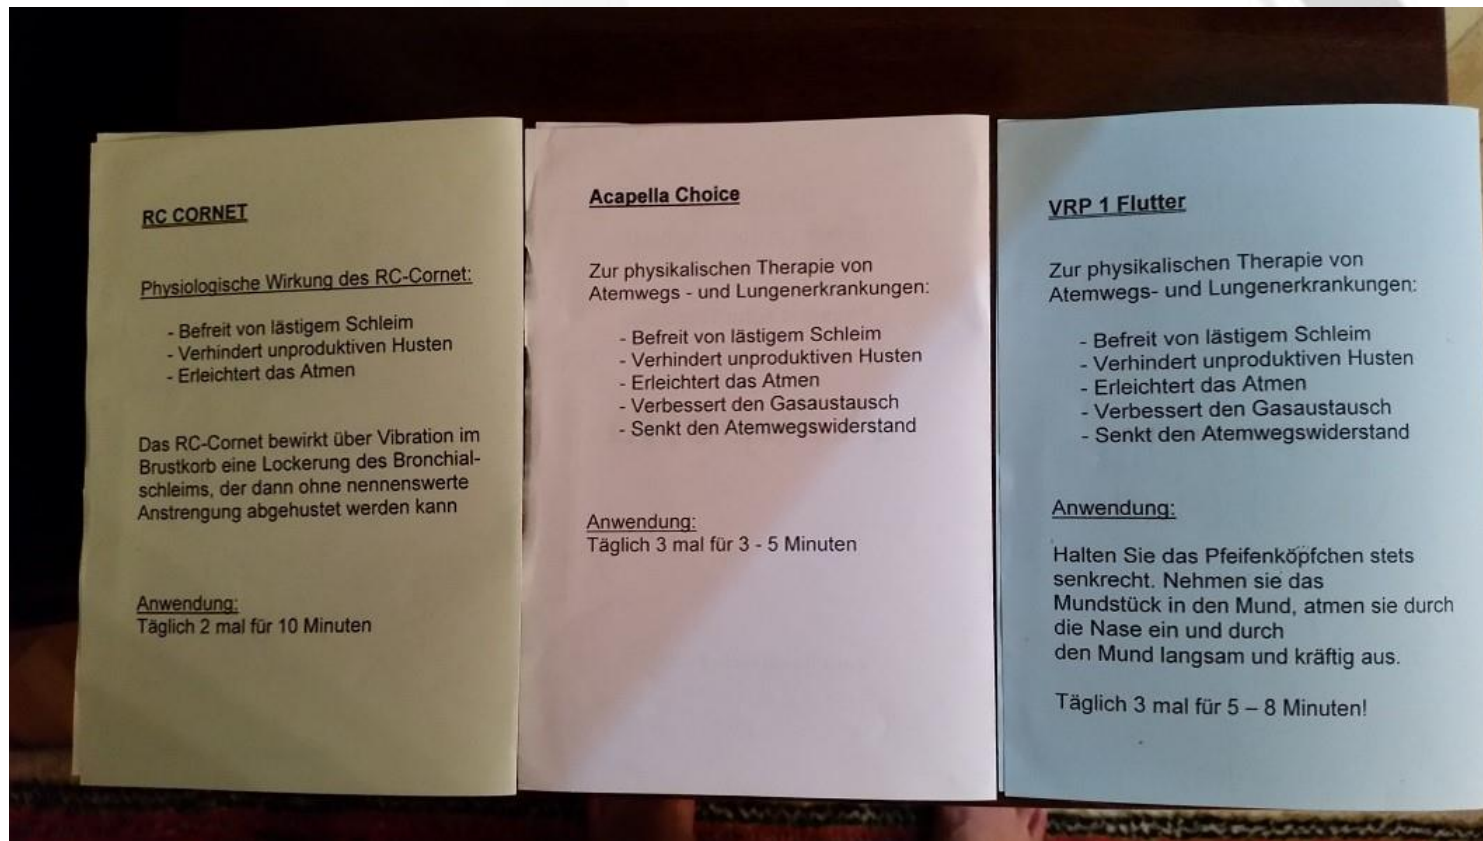 RC CORNET
Physiologische Wirkung des RC-Cornet:
- Befreit von lästigem Schleim
- Verhindert unproduktiven Husten
- Erleichtert das Atmen
Das RC-Cornet bewirkt über Vibration im
Brustkorb eine Lockerung des Bronchial-
schleims, der dann ohne nennenswerte
Anstrengung abgehustet werden kann
Anwendung:
Täglich 2 mal für 10 Minuten
Acapella Choice
Zur physikalischen Therapie von
Atemwegs - und Lungenerkrankungen:
- Befreit von lästigem Schleim
- Verhindert unproduktiven Husten
- Erleichtert das Atmen
- Verbessert den Gasaustausch
- Senkt den Atemwegswiderstand
Anwendung:
Täglich 3 mal für 3 - 5 Minuten
VRP 1 Flutter
Zur physikalischen Therapie von
Atemwegs- und Lungenerkrankungen:
- Befreit von lästigem Schleim
- Verhindert unproduktiven Husten
- Erleichtert das Atmen
- Verbessert den Gasaustausch
- Senkt den Atemwegswiderstand
Anwendung:
Halten Sie das Pfeifenköpfchen stets
senkrecht. Nehmen sie das
Mundstück in den Mund, atmen sie durch
die Nase ein und durch
den Mund langsam und kräftig aus.
Täglich 3 mal für 5 – 8 Minuten!